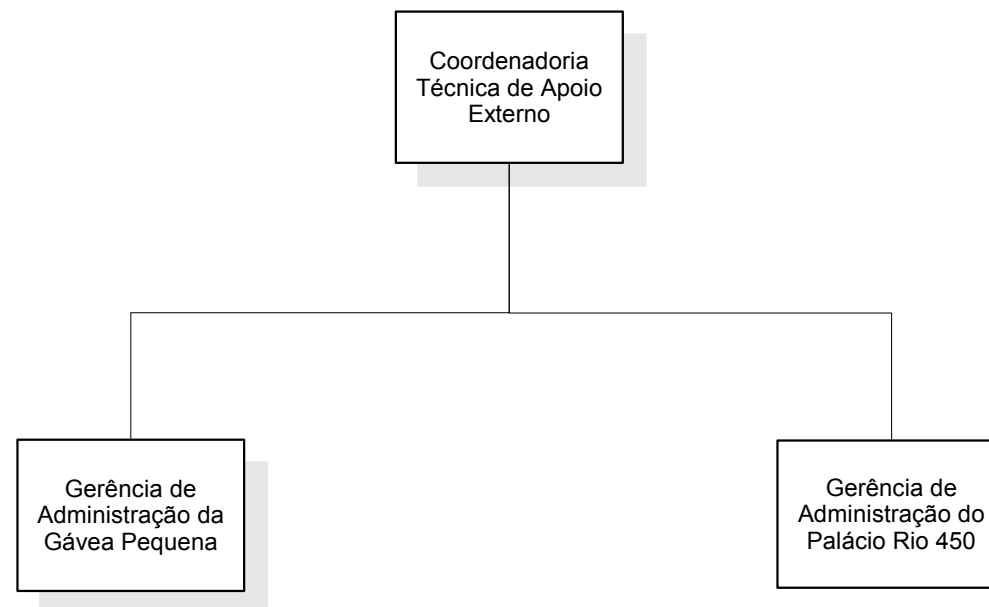 Coordenadoria
Técnica de Apoio
Externo
Gerência de
Administração da
Gávea Pequena
Gerência de
Administração do
Palácio Rio 450